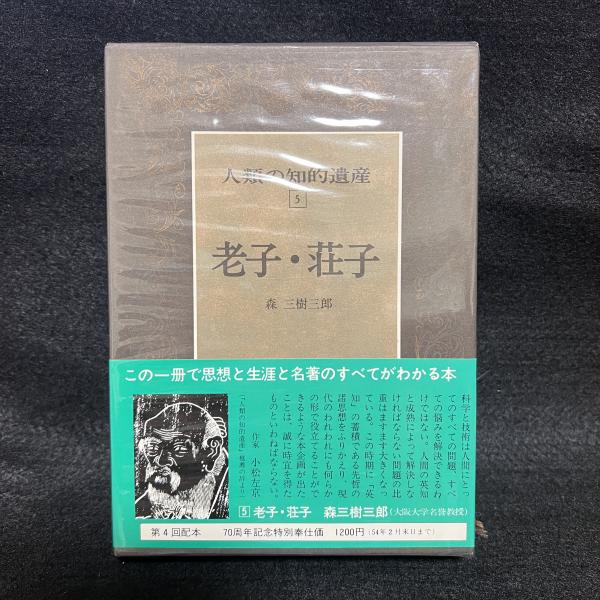 人類の知的遺産
5
老子・荘子
森 三樹三郎
この一冊で思想と生涯と名著のすべてがわかる本
科学と技術は人間にとっ
てのすべての問題、すべ
ての悩みを解決できるわ
けではない。人間の英知
と成熟によって解決しな
ければならない問題の比
重はますます大きくなっ
ている。この時期に「英
知」の蓄積である先哲の
諸思想をふりかえり、現
代のわれわれにも何らか
の形で役立てることがで
きるような本企画が出た
ことは、誠に時宜を得た
ものといわねばならない。
作家 小松左京
(「人類の知的遺産」推薦の辞より)
5 老子・荘子 森三樹三郎(大阪大学名誉教授)
第4回配本 70周年記念特別奉仕価 1200円(54年2月末日まで)